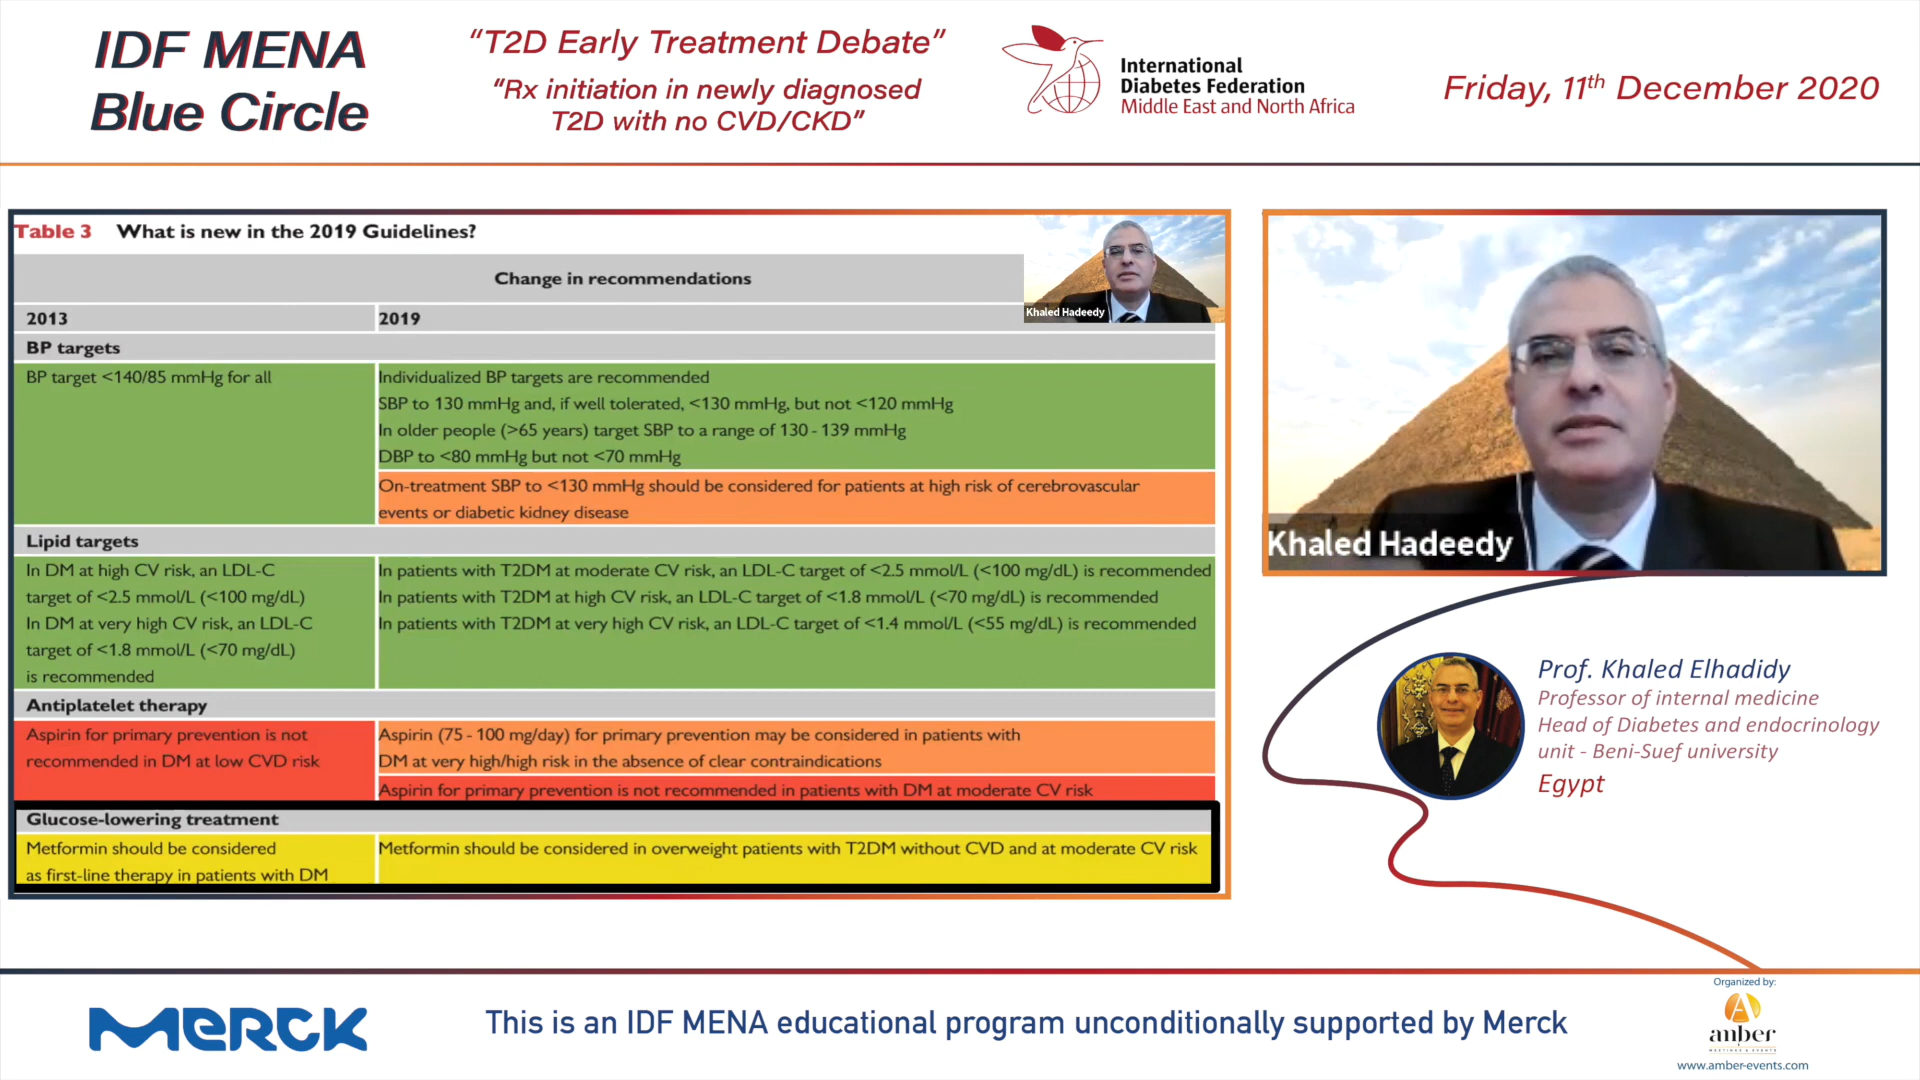 IDF MENA
Blue Circle
“T2D Early Treatment Debate”
“Rx initiation in newly diagnosed
T2D with no CVD/CKD”
International
Diabetes Federation
Middle East and North Africa
Friday, 11th December 2020
Table 3 What is new in the 2019 Guidelines?
Change in recommendations
Khaled Hadeedy
2013
2019
BP targets
BP target <140/85 mmHg for all
Individualized BP targets are recommended
SBP to 130 mmHg and, if well tolerated, <130 mmHg, but not <120 mmHg
In older people (>65 years) target SBP to a range of 130 - 139 mmHg
DBP to <80 mmHg but not <70 mmHg
On-treatment SBP to <130 mmHg should be considered for patients at high risk of cerebrovascular
events or diabetic kidney disease
Lipid targets
In DM at high CV risk, an LDL-C
target of <2.5 mmol/L (<100 mg/dL)
In DM at very high CV risk, an LDL-C
target of <1.8 mmol/L (<70 mg/dL)
is recommended
In patients with T2DM at moderate CV risk, an LDL-C target of <2.5 mmol/L (<100 mg/dL) is recommended
In patients with T2DM at high CV risk, an LDL-C target of <1.8 mmol/L (<70 mg/dL) is recommended
In patients with T2DM at very high CV risk, an LDL-C target of <1.4 mmol/L (<55 mg/dL) is recommended
Antiplatelet therapy
Aspirin for primary prevention is not
recommended in DM at low CVD risk
Aspirin (75 - 100 mg/day) for primary prevention may be considered in patients with
DM at very high/high risk in the absence of clear contraindications
Aspirin for primary prevention is not recommended in patients with DM at moderate CV risk
Glucose-lowering treatment
Metformin should be considered
as first-line therapy in patients with DM
Metformin should be considered in overweight patients with T2DM without CVD and at moderate CV risk
Khaled Hadeedy
Prof. Khaled Elhadidy
Professor of internal medicine
Head of Diabetes and endocrinology
unit - Beni-Suef university
Egypt
MERCK
This is an IDF MENA educational program unconditionally supported by Merck
Organized by:
A
anber
MEETINGS & EVENTS
www.amber-events.com